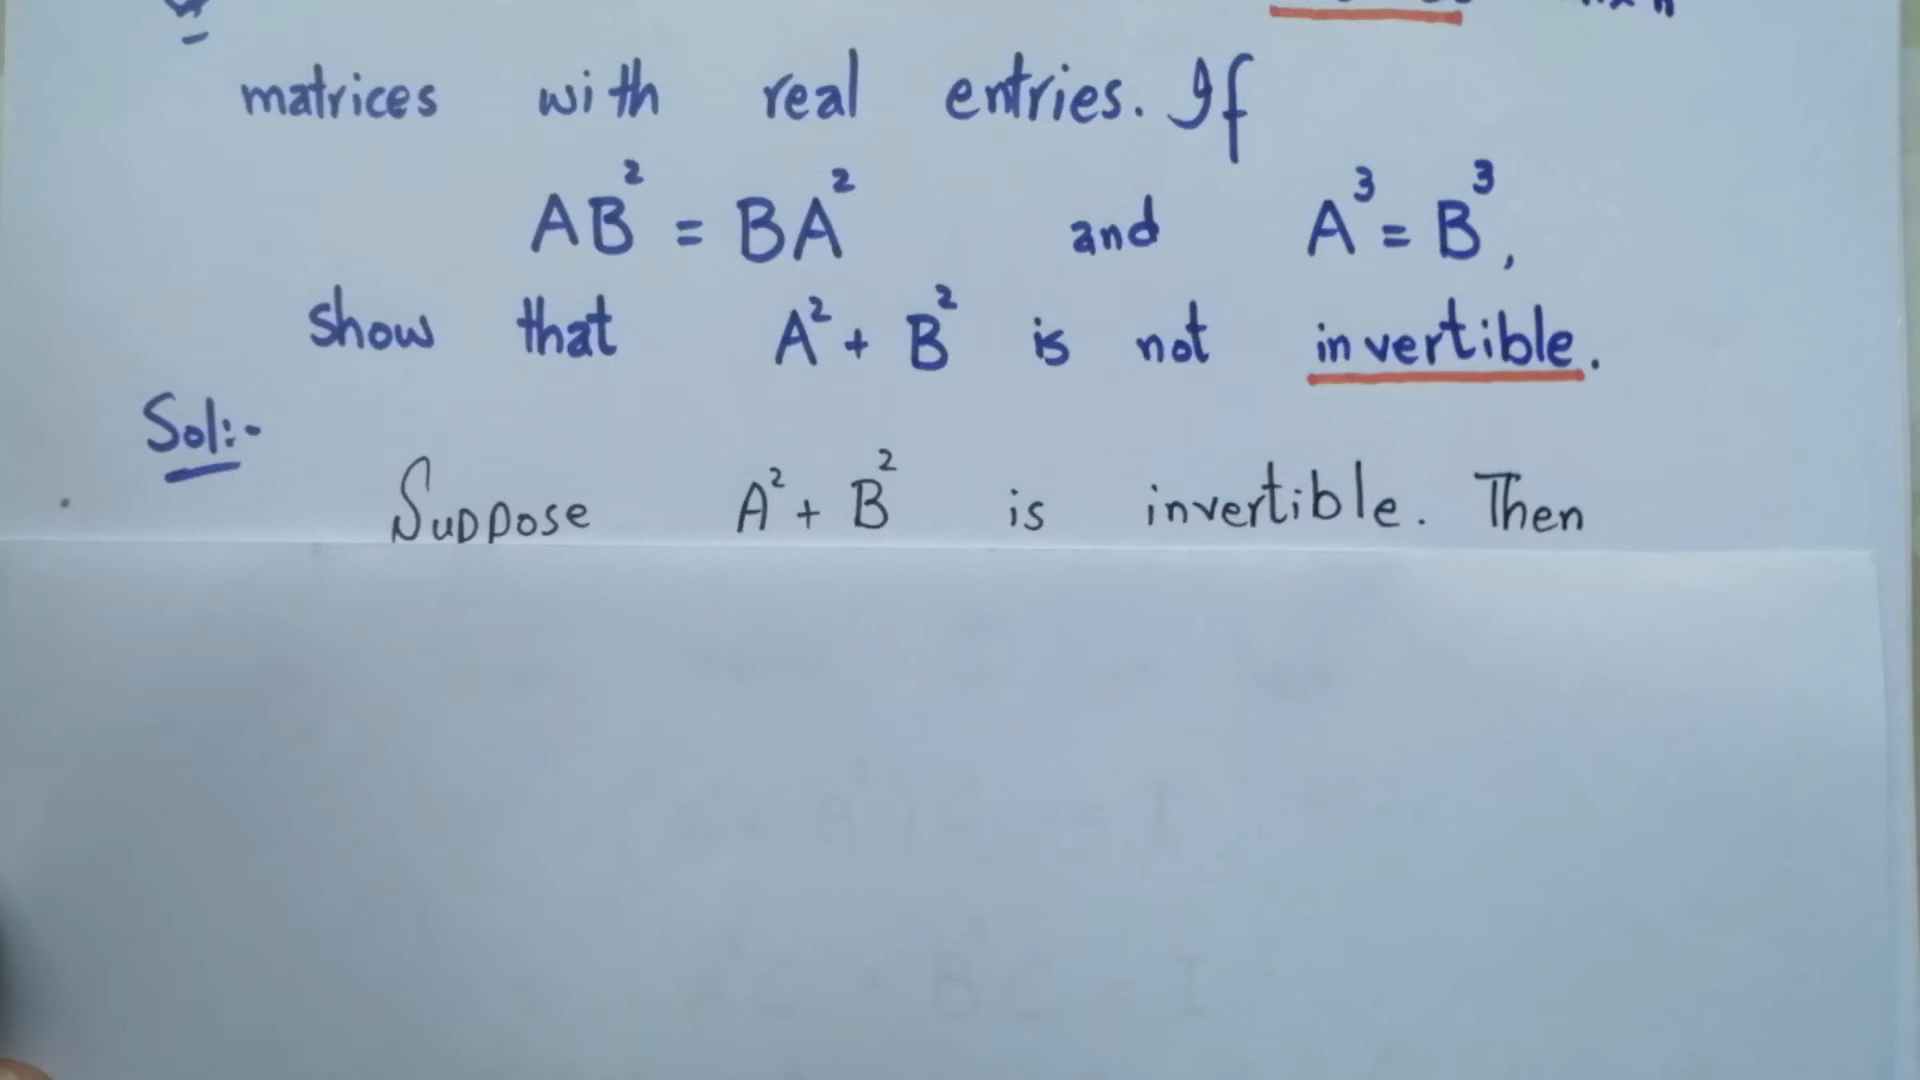 matrices with real entries. If
AB² = BA² and A³ = B³,
show that A² + B² is not invertible.
Sol:-
Suppose A² + B² is invertible. Then